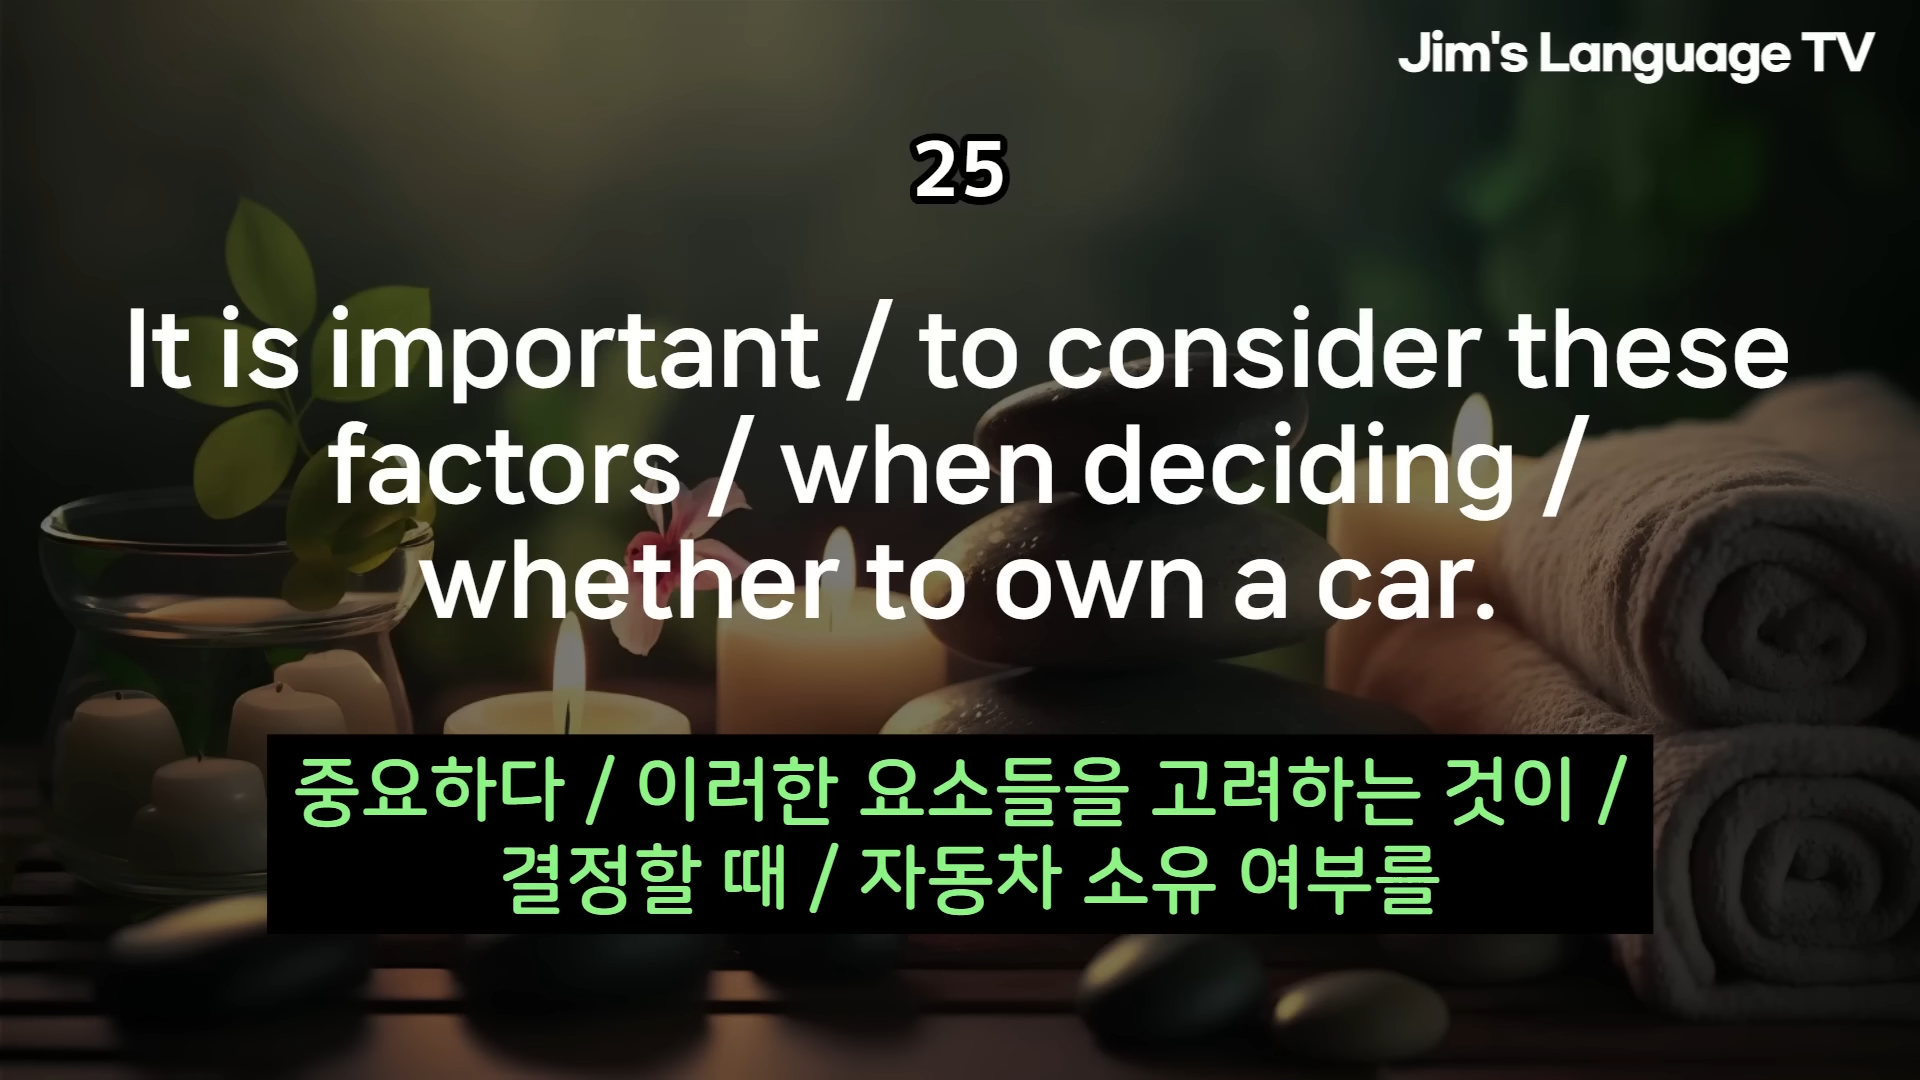 Jim's Language TV
25
It is important / to consider these
factors / when deciding /
whether to own a car.
중요하다 / 이러한 요소들을 고려하는 것이 /
결정할 때 / 자동차 소유 여부를